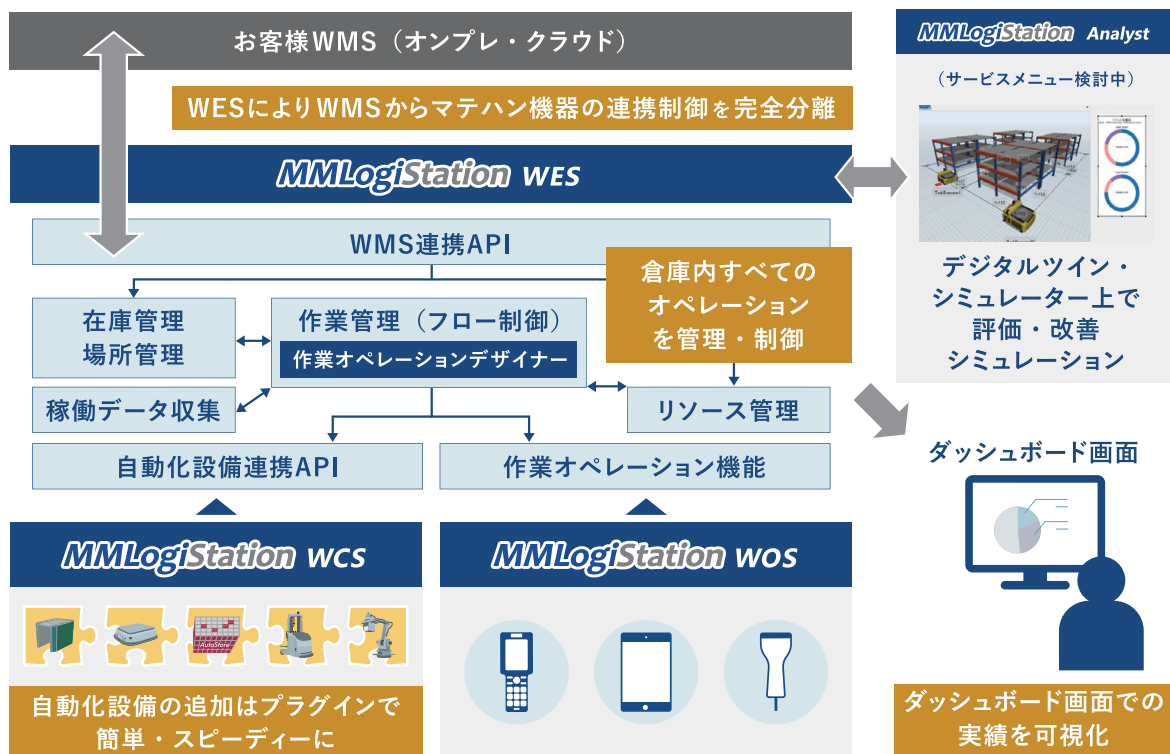 お客様WMS（オンプレ・クラウド）
WESによりWMSからマテハン機器の連携制御を完全分離
MMLogiStation WES
WMS連携API
倉庫内すべての
オペレーション
を管理・制御
在庫管理
場所管理
作業管理（フロー制御）
作業オペレーションデザイナー
稼働データ収集
リソース管理
自動化設備連携API
作業オペレーション機能
MMLogiStation WCS
AutoStore
自動化設備の追加はプラグインで
簡単・スピーディーに
MMLogiStation WOS
MMLogiStation Analyst
（サービスメニュー検討中）
デジタルツイン・
シミュレーター上で
評価・改善
シミュレーション
ダッシュボード画面
ダッシュボード画面での
実績を可視化